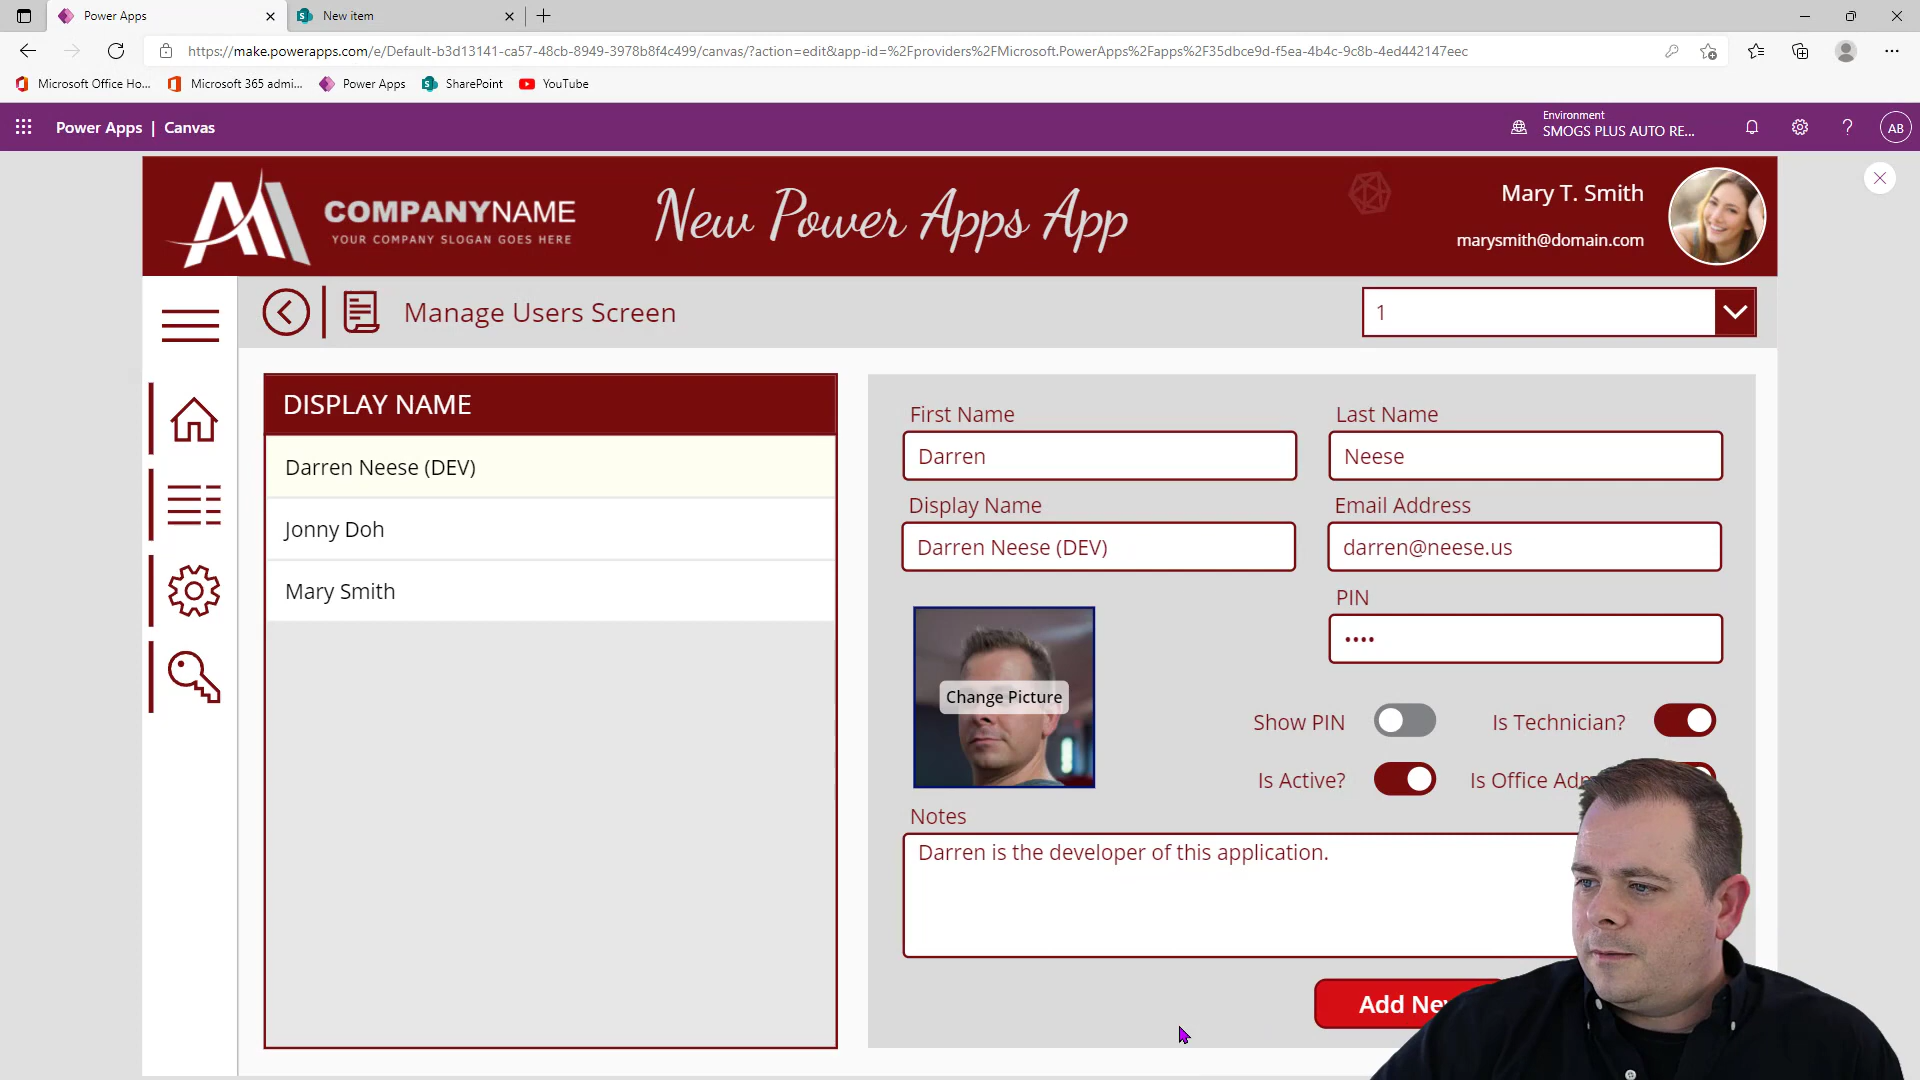 Power Apps
New item
https://make.powerapps.com/e/Default-b3d13141-ca57-48cb-8949-3978b8f4c499/canvas/?action=edit&app-id=%2Fproviders%2FMicrosoft.PowerApps%2Fapps%2F35dbce9d-f5ea-4b4c-9c8b-4ed442147eec
Microsoft Office Ho...
Microsoft 365 admi...
Power Apps
SharePoint
YouTube
Power Apps | Canvas
Environment
SMOGS PLUS AUTO RE...
AB
COMPANYNAME
YOUR COMPANY SLOGAN GOES HERE
New Power Apps App
Mary T. Smith
marysmith@domain.com
Manage Users Screen
1
DISPLAY NAME
Darren Neese (DEV)
Jonny Doh
Mary Smith
First Name
Last Name
Darren
Neese
Display Name
Email Address
Darren Neese (DEV)
darren@neese.us
PIN
••••
Change Picture
Show PIN
Is Technician?
Is Active?
Is Office
Notes
Darren is the developer of this application.
Add